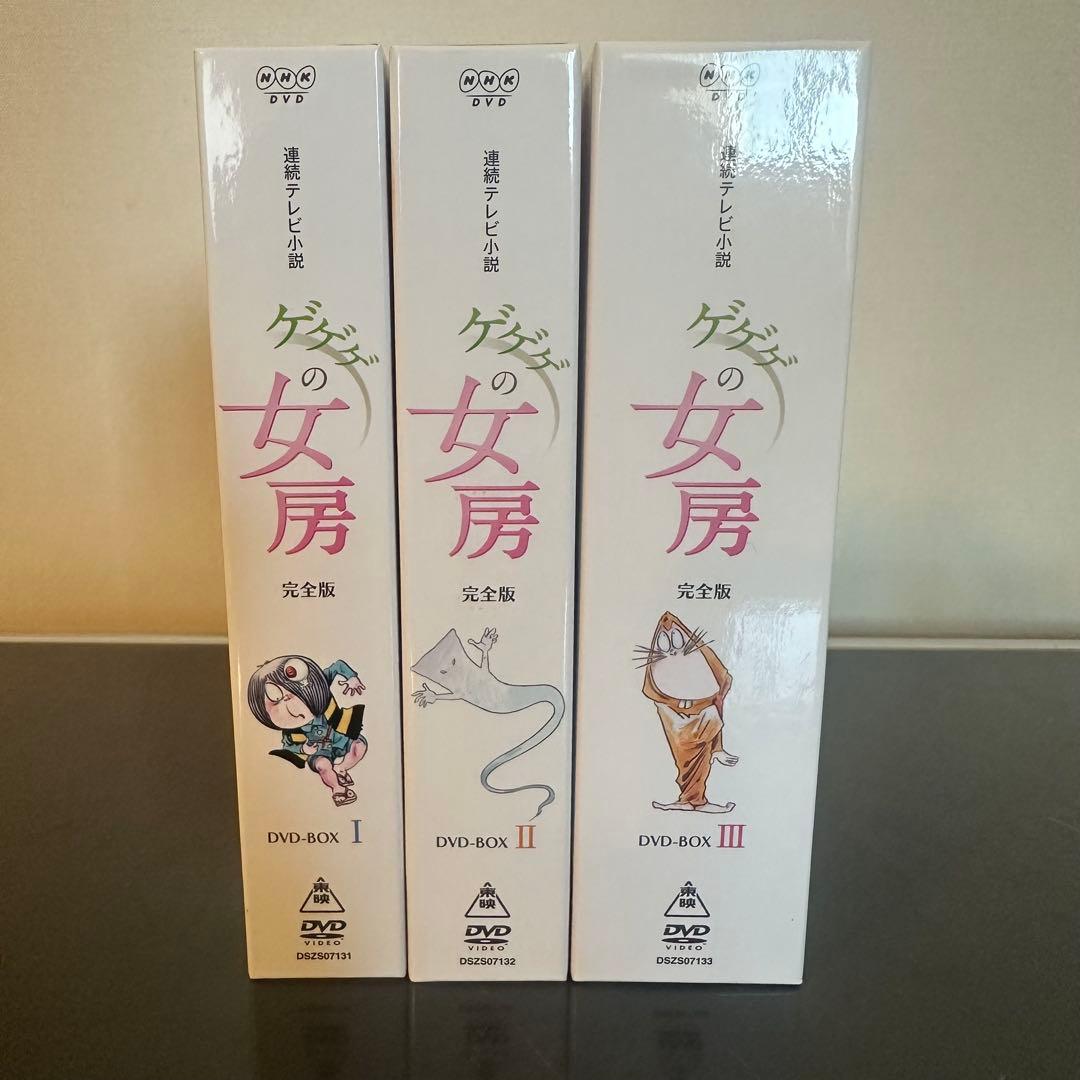 NHK
DVD
連続テレビ小説
ゲゲゲ
の
女房
完全版
DVD-BOX I
東映
DVD
VIDEO
DSZS07131
NHK
DVD
連続テレビ小説
ゲゲゲ
の
女房
完全版
DVD-BOX II
東映
DVD
VIDEO
DSZS07132
NHK
DVD
連続テレビ小説
ゲゲゲ
の
女房
完全版
DVD-BOX III
東映
DVD
VIDEO
DSZS07133